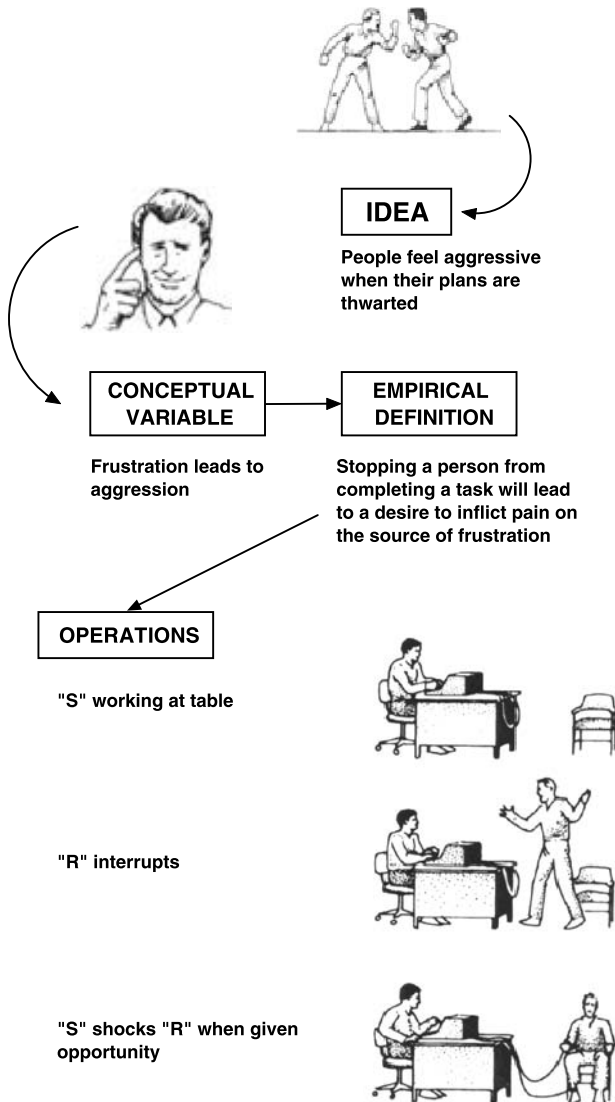 IDEA
People feel aggressive
when their plans are
thwarted
CONCEPTUAL
VARIABLE
Frustration leads to
aggression
EMPIRICAL
DEFINITION
Stopping a person from
completing a task will lead
to a desire to inflict pain on
the source of frustration
OPERATIONS
"S" working at table
"R" interrupts
"S" shocks "R" when given
opportunity